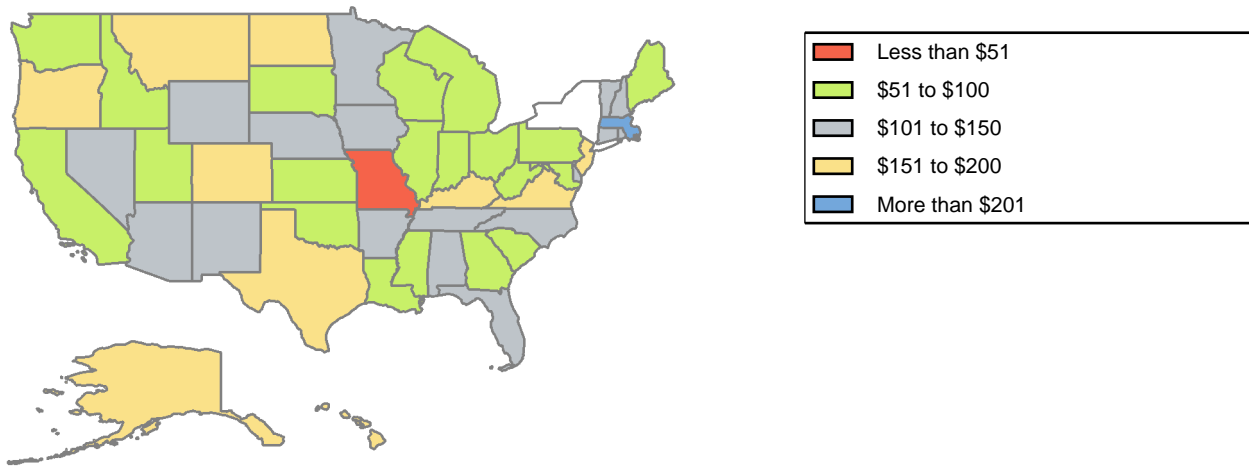 Less than $51
$51 to $100
$101 to $150
$151 to $200
More than $201